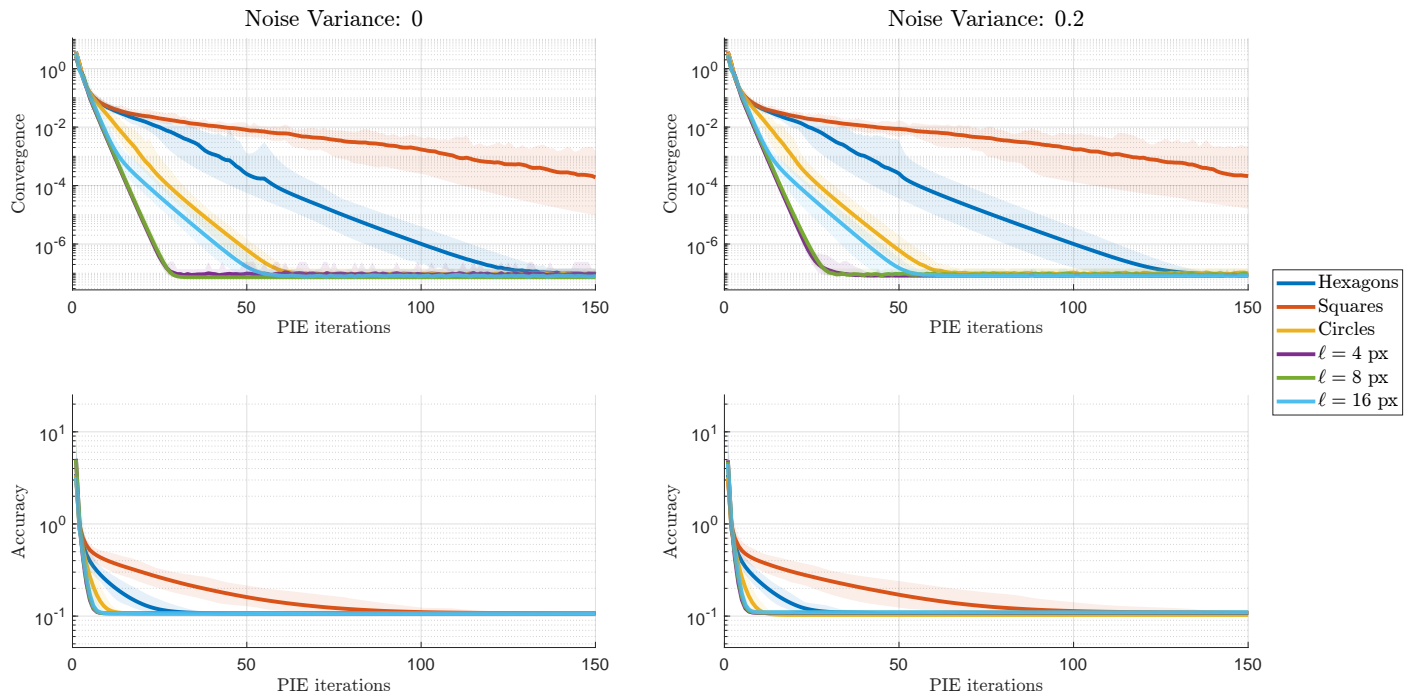 Noise Variance: 0
Convergence
10^0
10^-2
10^-4
10^-6
0
50
100
150
PIE iterations
Noise Variance: 0.2
Convergence
10^0
10^-2
10^-4
10^-6
0
50
100
150
PIE iterations
Hexagons
Squares
Circles
ℓ = 4 px
ℓ = 8 px
ℓ = 16 px
Accuracy
10^1
10^0
10^-1
0
50
100
150
PIE iterations
Accuracy
10^1
10^0
10^-1
0
50
100
150
PIE iterations